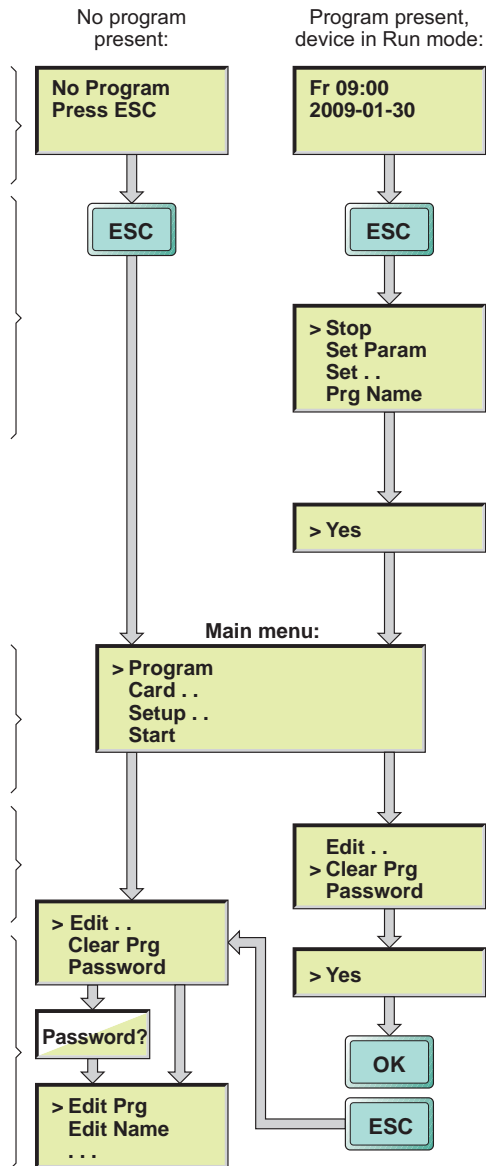 No program
present:
Program present,
device in Run mode:
No Program
Press ESC
Fr 09:00
2009-01-30
ESC
ESC
> Stop
Set Param
Set . .
Prg Name
> Yes
Main menu:
> Program
Card . .
Setup . .
Start
Edit . .
> Clear Prg
Password
> Edit . .
Clear Prg
Password
> Yes
Password?
OK
> Edit Prg
Edit Name
. . .
ESC